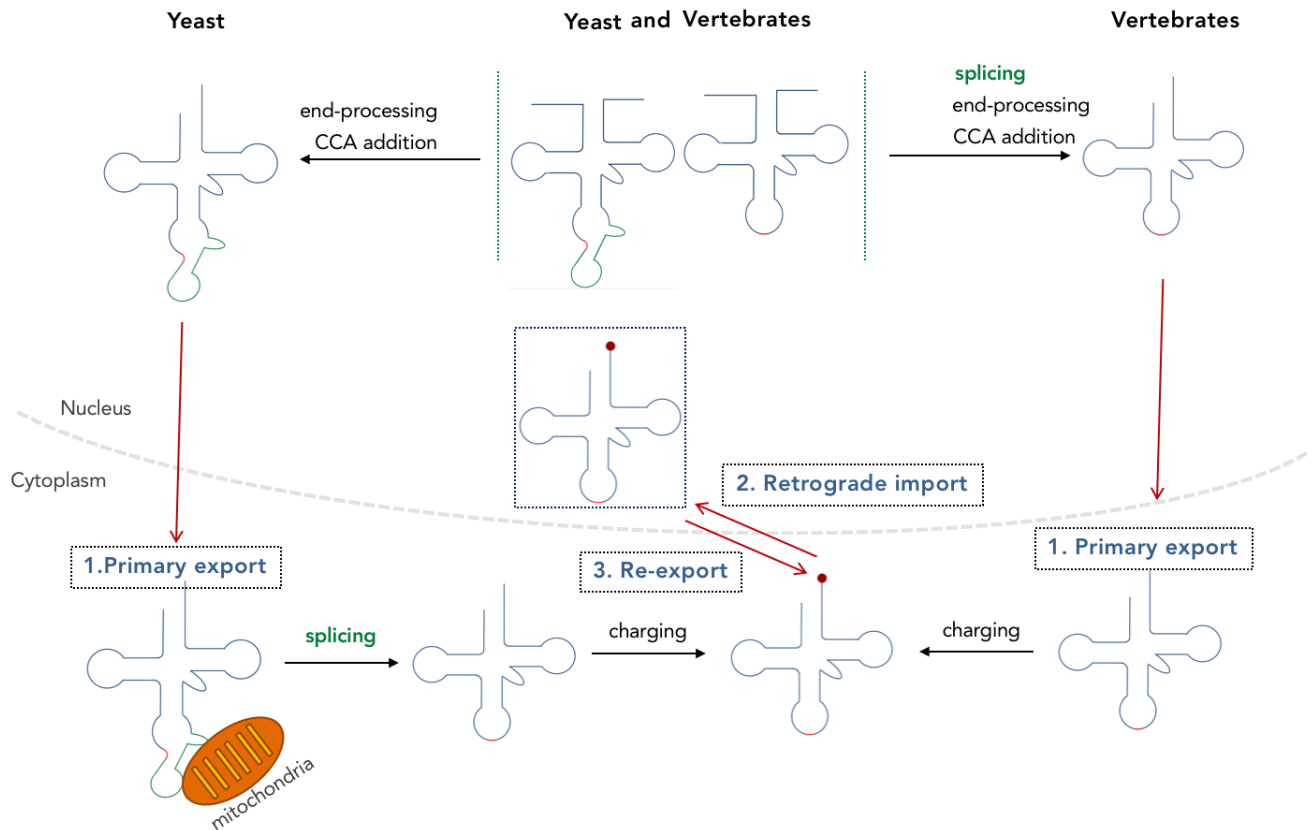 Yeast
Yeast and Vertebrates
Vertebrates
end-processing
CCA addition
splicing
end-processing
CCA addition
Nucleus
Cytoplasm
2. Retrograde import
1.Primary export
3. Re-export
1. Primary export
splicing
charging
charging
mitochondria